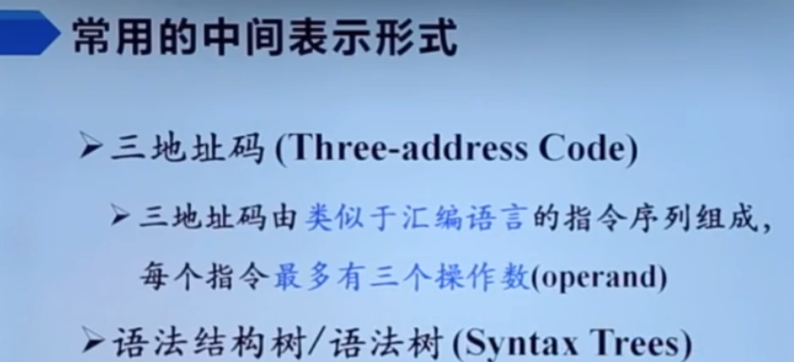 常用的中间表示形式
三地址码 (Three-address Code)
三地址码由类似于汇编语言的指令序列组成，
每个指令最多有三个操作数(operand)
语法结构树/语法树 (Syntax Trees)